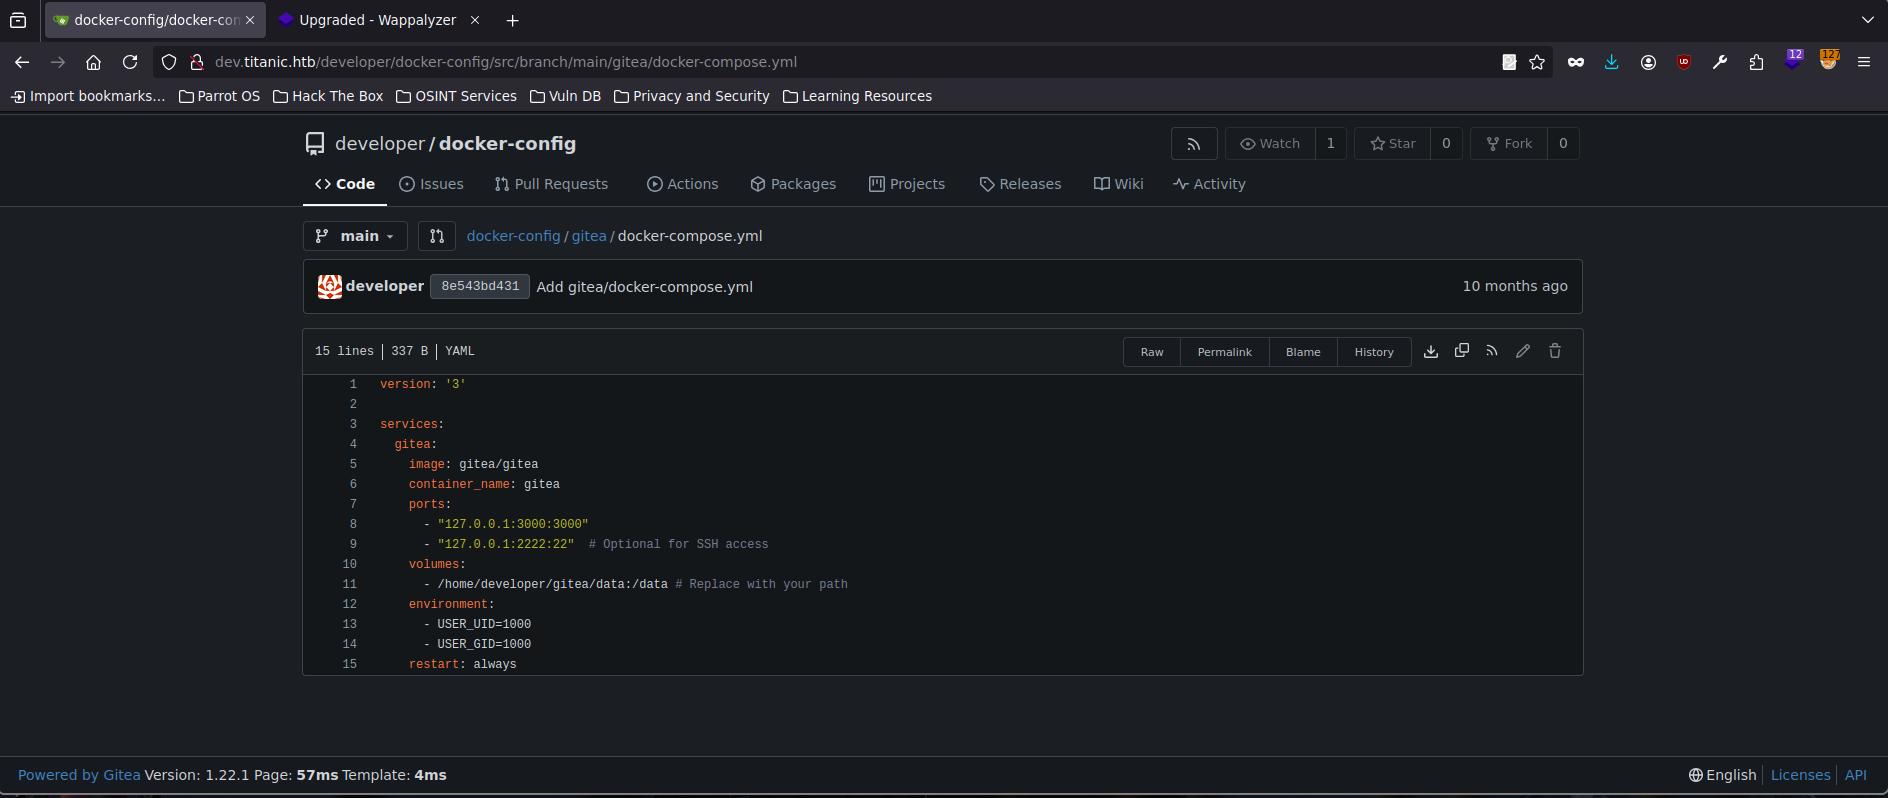 docker-config/docker-con
Upgraded - Wappalyzer
dev.titanic.htb/developer/docker-config/src/branch/main/gitea/docker-compose.yml
12
127
Import bookmarks... Parrot OS Hack The Box OSINT Services Vuln DB Privacy and Security Learning Resources
developer / docker-config
Watch 1 Star 0 Fork 0
Code Issues Pull Requests Actions Packages Projects Releases Wiki Activity
main docker-config / gitea / docker-compose.yml
developer 8e543bd431 Add gitea/docker-compose.yml 10 months ago
15 lines | 337 B | YAML Raw Permalink Blame History
1 version: '3'
2
3 services:
4   gitea:
5     image: gitea/gitea
6     container_name: gitea
7     ports:
8       - "127.0.0.1:3000:3000"
9       - "127.0.0.1:2222:22"  # Optional for SSH access
10     volumes:
11       - /home/developer/gitea/data:/data # Replace with your path
12     environment:
13       - USER_UID=1000
14       - USER_GID=1000
15     restart: always
Powered by Gitea Version: 1.22.1 Page: 57ms Template: 4ms English | Licenses | API